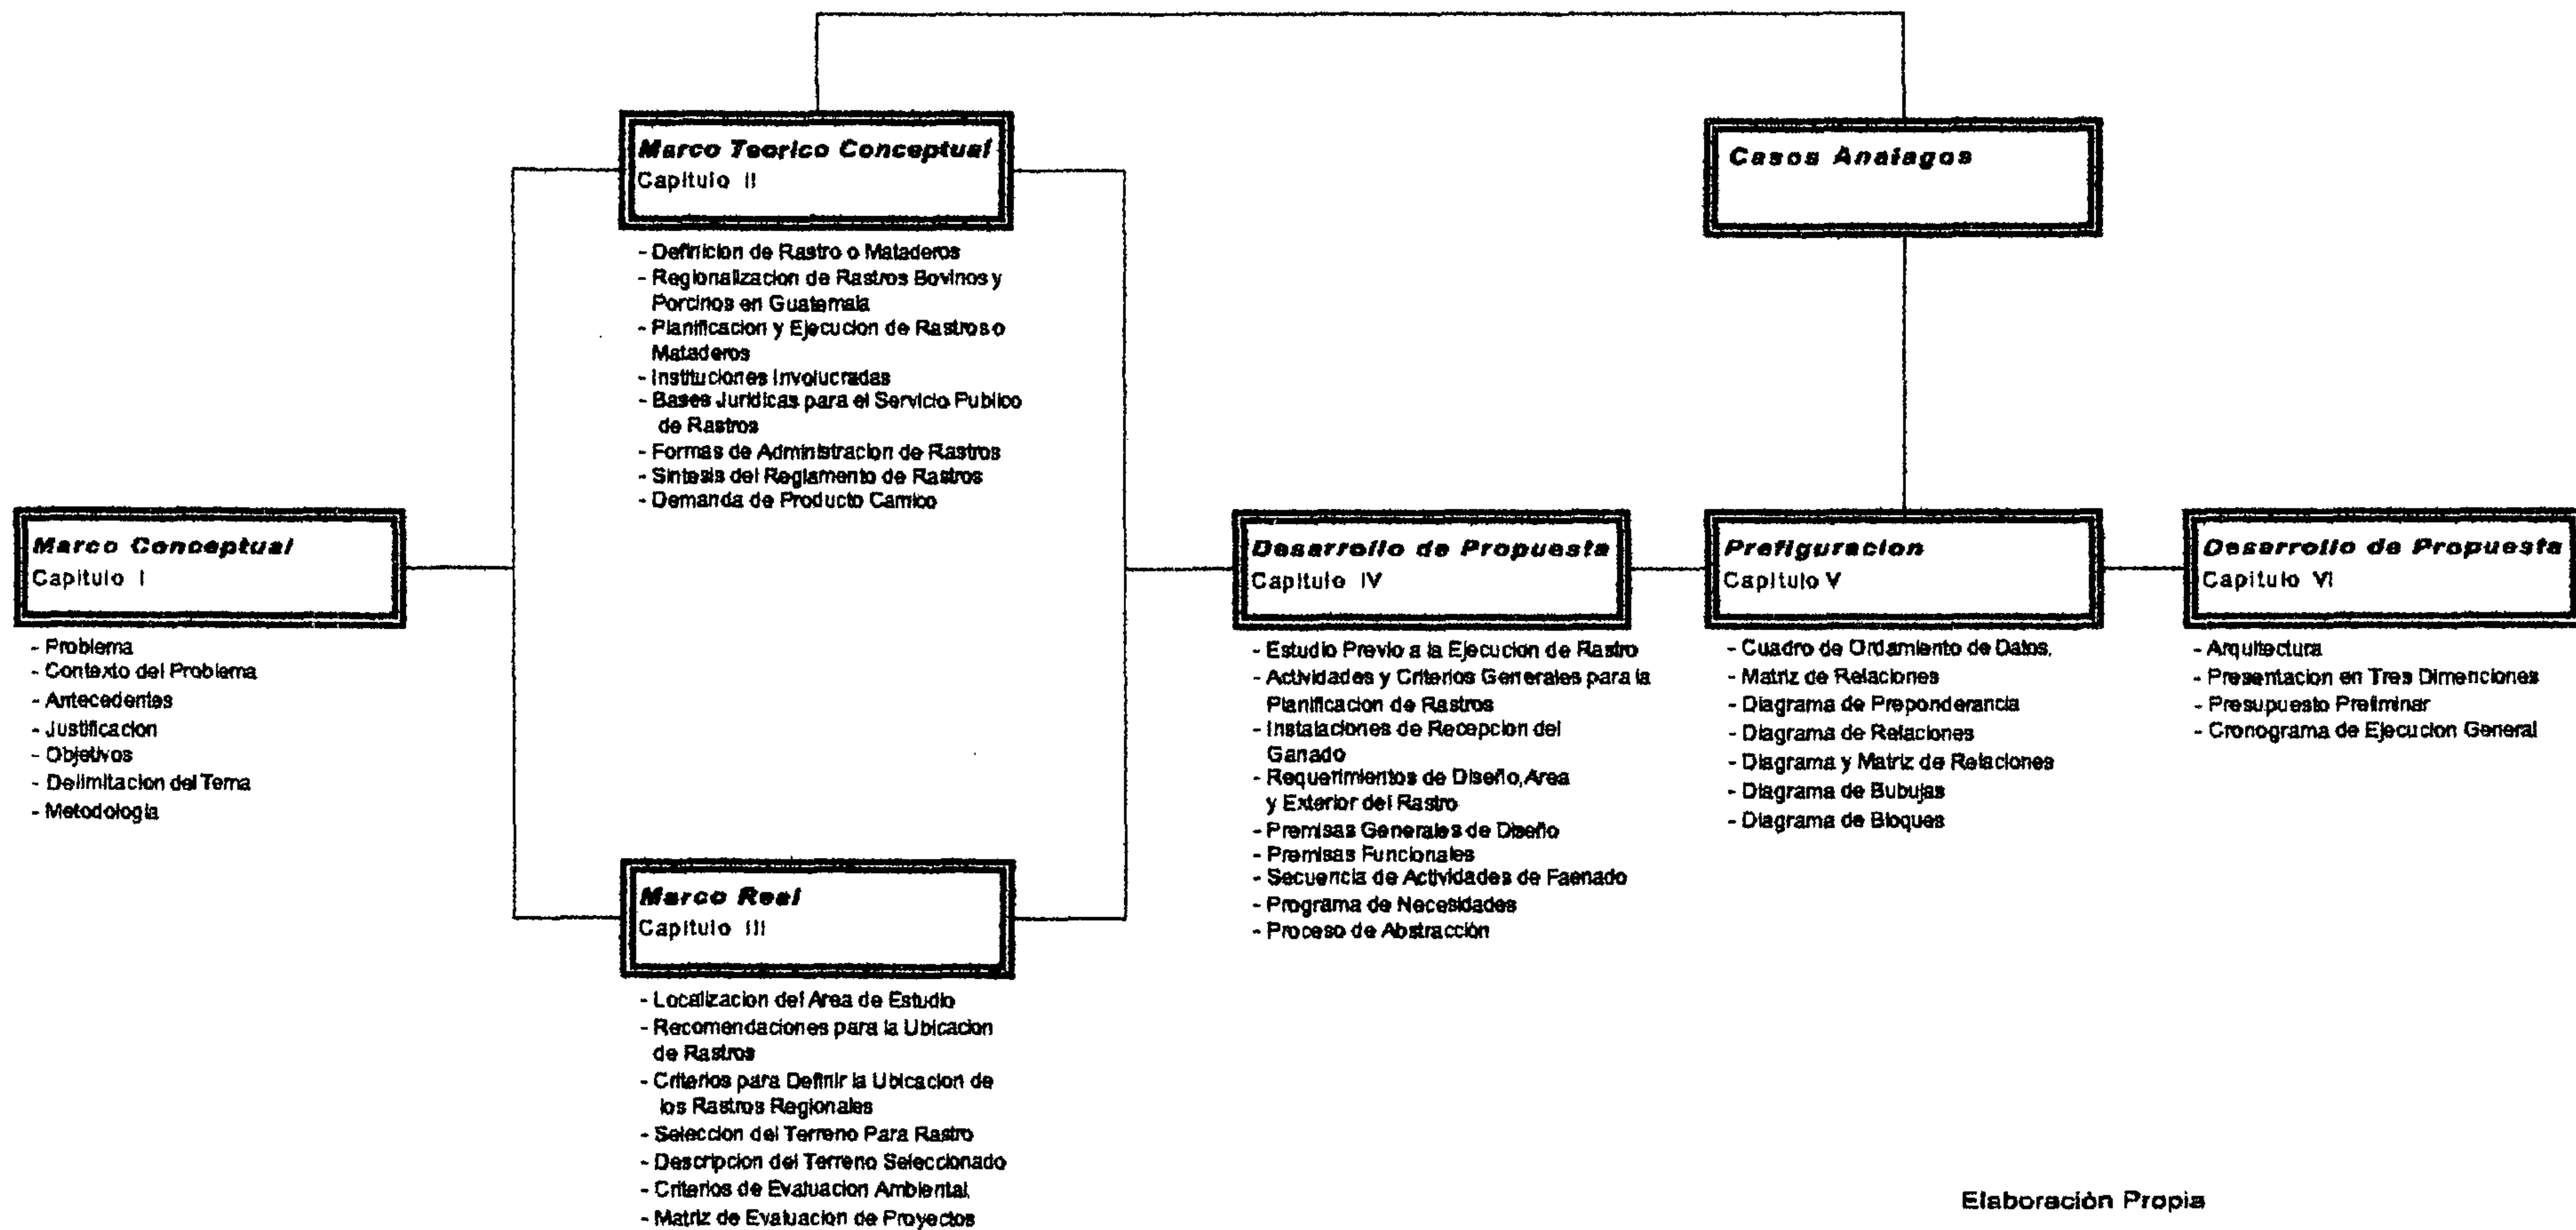 Marco Teorico Conceptual
Capitulo II
- Definicion de Rastro o Mataderos
- Regionalizacion de Rastros Bovinos y
Porcinos en Guatemala
- Planificacion y Ejecucion de Rastros o
Mataderos
- Instituciones Involucradas
- Bases Juridicas para el Servicio Publico
de Rastros
- Formas de Administracion de Rastros
- Sintesis del Reglamento de Rastros
- Demanda de Producto Carnico
Casos Analagos
Marco Conceptual
Capitulo I
- Problema
- Contexto del Problema
- Antecedentes
- Justificacion
- Objetivos
- Delimitacion del Tema
- Metodologia
Marco Real
Capitulo III
- Localizacion del Area de Estudio
- Recomendaciones para la Ubicacion
de Rastros
- Criterios para Definir la Ubicacion de
los Rastros Regionales
- Seleccion del Terreno Para Rastro
- Descripcion del Terreno Seleccionado
- Criterios de Evaluacion Ambiental,
- Matriz de Evaluacion de Proyectos
Desarrollo de Propuesta
Capitulo IV
- Estudio Previo a la Ejecucion de Rastro
- Actividades y Criterios Generales para la
Planificacion de Rastros
- Instalaciones de Recepcion del
Ganado
- Requerimientos de Diseño, Area
y Exterior del Rastro
- Premisas Generales de Diseño
- Premisas Funcionales
- Secuencia de Actividades de Faenado
- Programa de Necesidades
- Proceso de Abstracción
Prefiguracion
Capitulo V
- Cuadro de Ordamiento de Datos,
- Matriz de Relaciones
- Diagrama de Preponderancia
- Diagrama de Relaciones
- Diagrama y Matriz de Relaciones
- Diagrama de Bubujas
- Diagrama de Bloques
Desarrollo de Propuesta
Capitulo VI
- Arquitectura
- Presentacion en Tres Dimenciones
- Presupuesto Preliminar
- Cronograma de Ejecucion General
Elaboración Propia